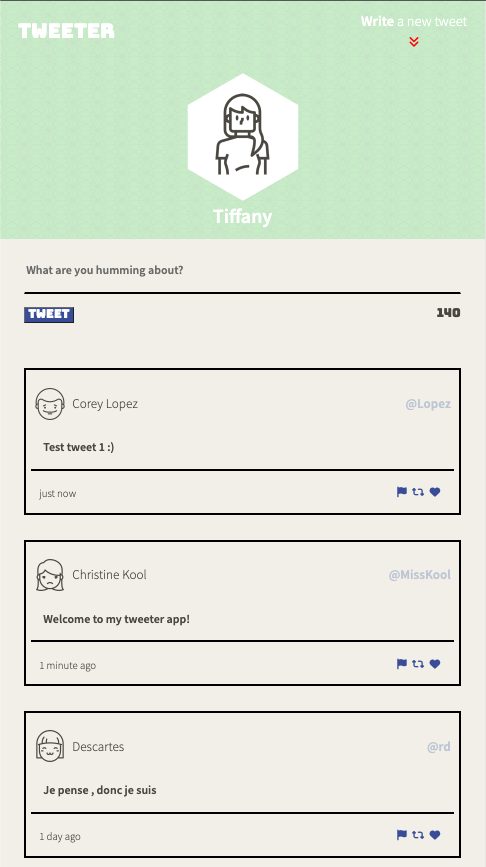 TWEETER
Write a new tweet
Tiffany
What are you humming about?
TWEET 140
Corey Lopez @Lopez
Test tweet 1 :)
just now
Christine Kool @MissKool
Welcome to my tweeter app!
1 minute ago
Descartes @rd
Je pense , donc je suis
1 day ago